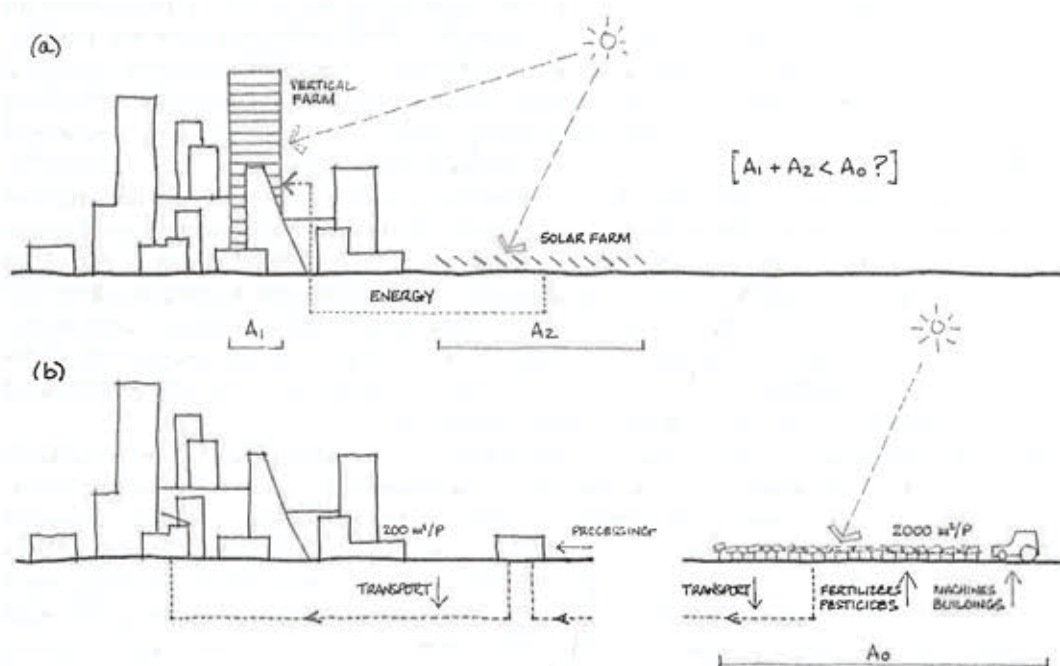 (a)
VERTICAL
FARM
[A1 + A2 < A0 ?]
SOLAR FARM
ENERGY
A1
A2
(b)
200 m²/P
PROCESSING
2000 m²/P
TRANSPORT
TRANSPORT
FERTILIZERS
PESTICIDES
MACHINES
BUILDINGS
A0